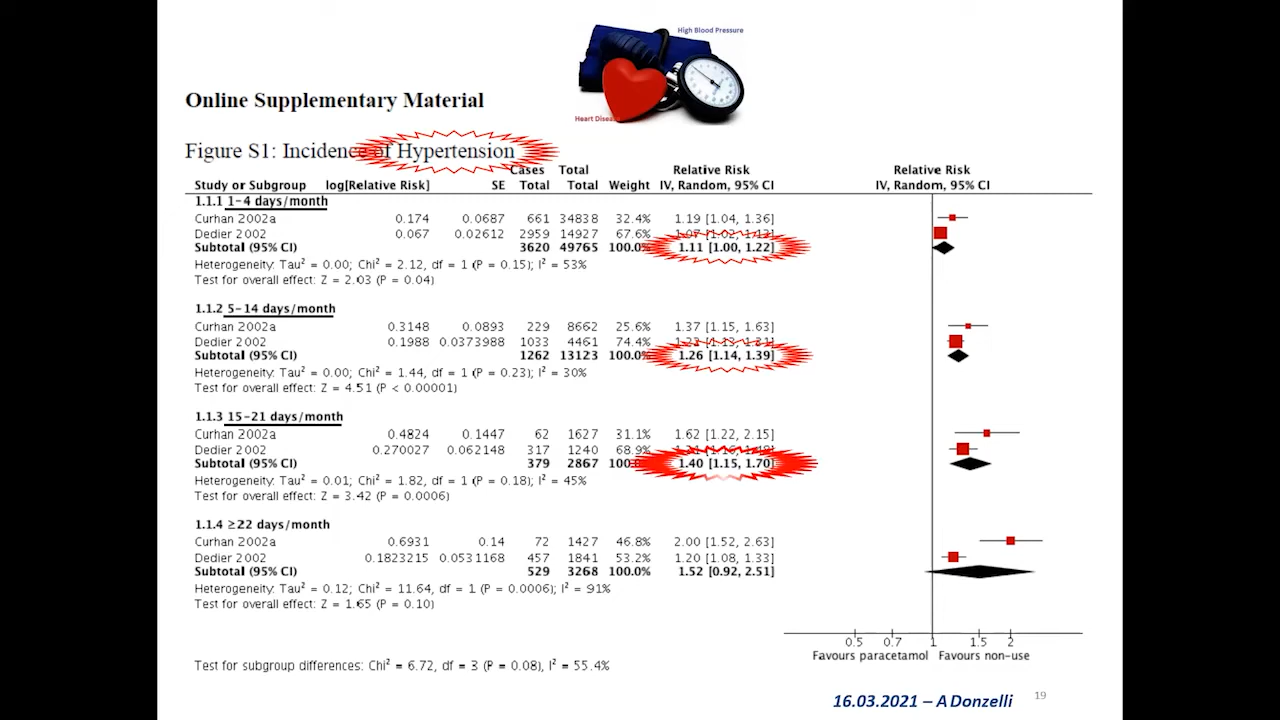 High Blood Pressure
Heart Disea
Online Supplementary Material
Figure S1: Incidence of Hypertension
Cases Total Relative Risk Relative Risk
Study or Subgroup log[Relative Risk] SE Total Total Weight IV, Random, 95% CI IV, Random, 95% CI
1.1.1 1-4 days/month
Curhan 2002a 0.174 0.0687 661 34838 32.4% 1.19 [1.04, 1.36]
Dedier 2002 0.067 0.02612 2959 14927 67.6%
Subtotal (95% CI) 3620 49765 100.0% 1.11 [1.00, 1.22]
Heterogeneity: Tau² = 0.00; Chi² = 2.12, df = 1 (P = 0.15); I² = 53%
Test for overall effect: Z = 2.03 (P = 0.04)
1.1.2 5-14 days/month
Curhan 2002a 0.3148 0.0893 229 8662 25.6% 1.37 [1.15, 1.63]
Dedier 2002 0.1988 0.0373988 1033 4461 74.4%
Subtotal (95% CI) 1262 13123 100.0% 1.26 [1.14, 1.39]
Heterogeneity: Tau² = 0.00; Chi² = 1.44, df = 1 (P = 0.23); I² = 30%
Test for overall effect: Z = 4.51 (P < 0.00001)
1.1.3 15-21 days/month
Curhan 2002a 0.4824 0.1447 62 1627 31.1% 1.62 [1.22, 2.15]
Dedier 2002 0.270027 0.062148 317 1240 68.9%
Subtotal (95% CI) 379 2867 1.40 [1.15, 1.70]
Heterogeneity: Tau² = 0.01; Chi² = 1.82, df = 1 (P = 0.18); I² = 45%
Test for overall effect: Z = 3.42 (P = 0.0006)
1.1.4 ≥22 days/month
Curhan 2002a 0.6931 0.14 72 1427 46.8% 2.00 [1.52, 2.63]
Dedier 2002 0.1823215 0.0531168 457 1841 53.2% 1.20 [1.08, 1.33]
Subtotal (95% CI) 529 3268 100.0% 1.52 [0.92, 2.51]
Heterogeneity: Tau² = 0.12; Chi² = 11.64, df = 1 (P = 0.0006); I² = 91%
Test for overall effect: Z = 1.65 (P = 0.10)
0.5 0.7 1 1.5 2
Favours paracetamol Favours non-use
Test for subgroup differences: Chi² = 6.72, df = 3 (P = 0.08), I² = 55.4%
16.03.2021 – A Donzelli
19